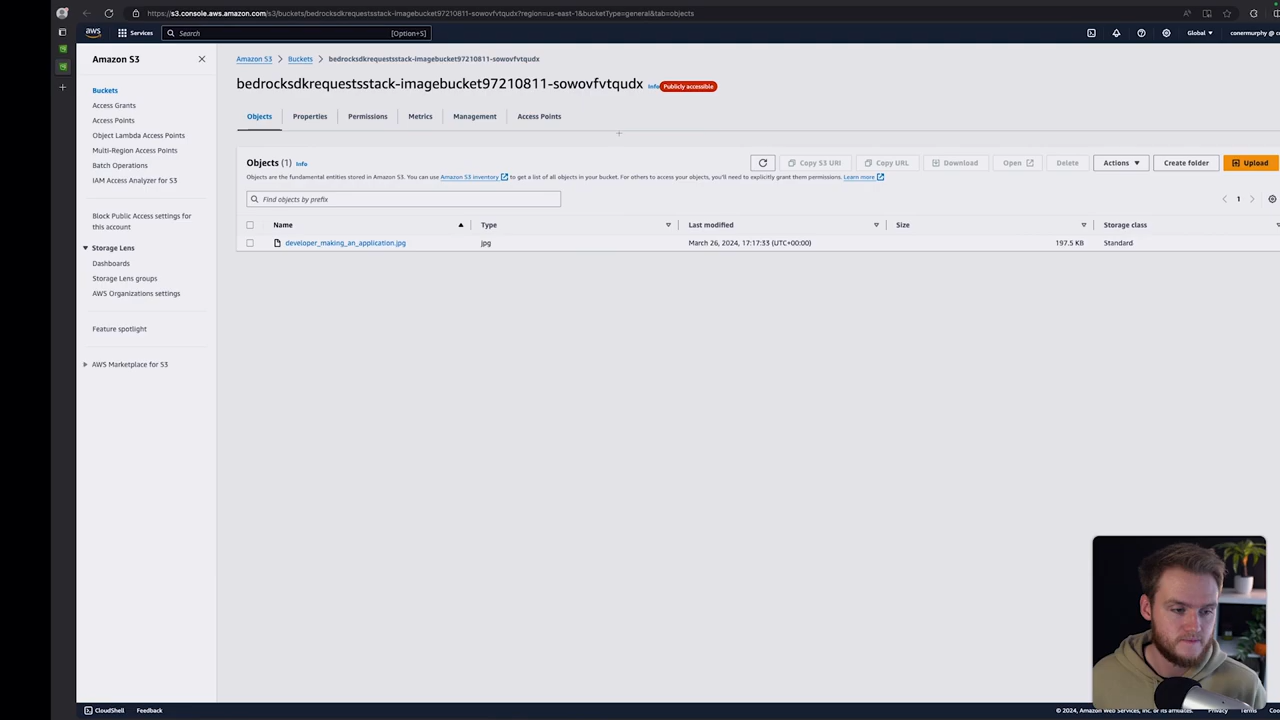 https://s3.console.aws.amazon.com/s3/buckets/bedrocksdkrequestsstack-imagebucket97210811-sowovfvtqudx?region=us-east-1&bucketType=general&tab=objects
aws Services Search [Option+S] Global conermurphy @
Amazon S3
Amazon S3 Buckets bedrocksdkrequestsstack-imagebucket97210811-sowovfvtqudx
bedrocksdkrequestsstack-imagebucket97210811-sowovfvtqudx Info Publicly accessible
Buckets
Access Grants
Access Points
Object Lambda Access Points
Multi-Region Access Points
Batch Operations
IAM Access Analyzer for S3
Block Public Access settings for
this account
Storage Lens
Dashboards
Storage Lens groups
AWS Organizations settings
Feature spotlight
AWS Marketplace for S3
Objects Properties Permissions Metrics Management Access Points
Objects (1) Info Copy S3 URI Copy URL Download Open Delete Actions Create folder Upload
Objects are the fundamental entities stored in Amazon S3. You can use Amazon S3 inventory to get a list of all objects in your bucket. For others to access your objects, you'll need to explicitly grant them permissions. Learn more
Find objects by prefix 1
Name Type Last modified Size Storage class
developer_making_an_application.jpg jpg March 26, 2024, 17:17:33 (UTC+00:00) 197.5 KB Standard
CloudShell Feedback © 2024, Amazon Web Services, Inc. or its affiliates. Privacy Terms